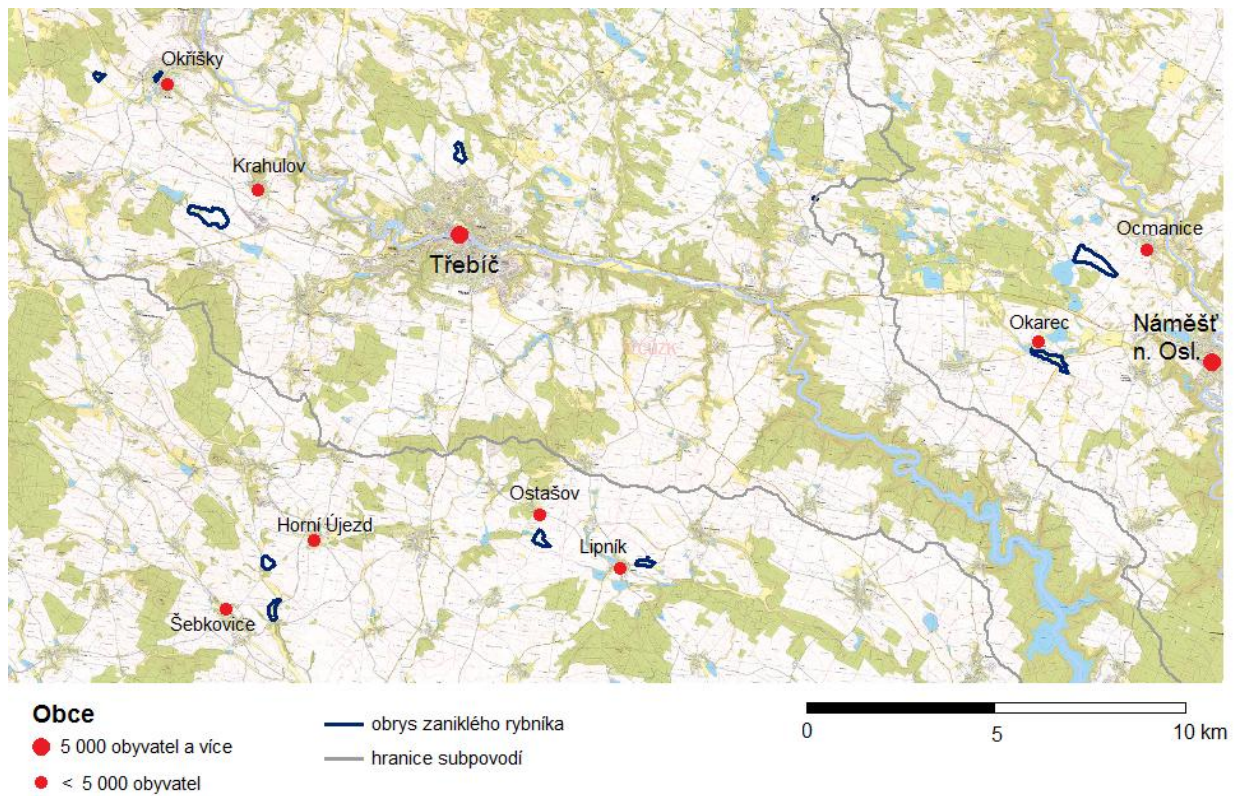 Okříšky
Krahulov
Třebíč
Ocmanice
Okarec
Náměšť
n. Osl.
Ostašov
Horní Újezd
Lipník
Šebkovice
Obce
5 000 obyvatel a více
< 5 000 obyvatel
obrys zaniklého rybníka
hranice subpovodí
0
5
10 km